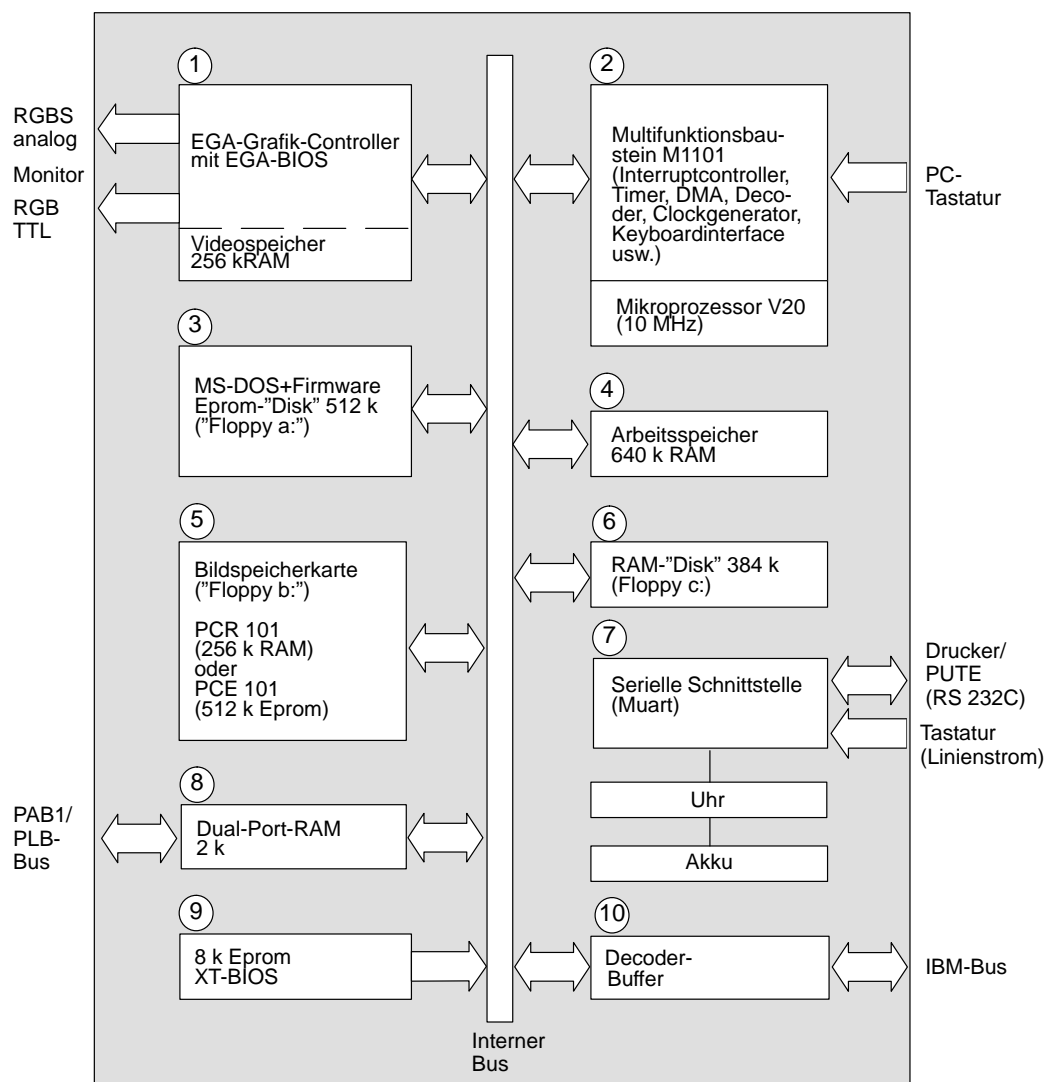 1
RGBS
analog
Monitor
RGB
TTL
EGA-Grafik-Controller
mit EGA-BIOS
Videospeicher
256 kRAM
2
Multifunktionsbau-
stein M1101
(Interruptcontroller,
Timer, DMA, Deco-
der, Clockgenerator,
Keyboardinterface
usw.)
Mikroprozessor V20
(10 MHz)
PC-
Tastatur
3
MS-DOS+Firmware
Eprom-”Disk” 512 k
(”Floppy a:”)
4
Arbeitsspeicher
640 k RAM
5
Bildspeicherkarte
(”Floppy b:”)
PCR 101
(256 k RAM)
oder
PCE 101
(512 k Eprom)
6
RAM-”Disk” 384 k
(Floppy c:)
7
Serielle Schnittstelle
(Muart)
Drucker/
PUTE
(RS 232C)
Tastatur
(Linienstrom)
Uhr
Akku
8
PAB1/
PLB-
Bus
Dual-Port-RAM
2 k
9
8 k Eprom
XT-BIOS
10
Decoder-
Buffer
IBM-Bus
Interner
Bus